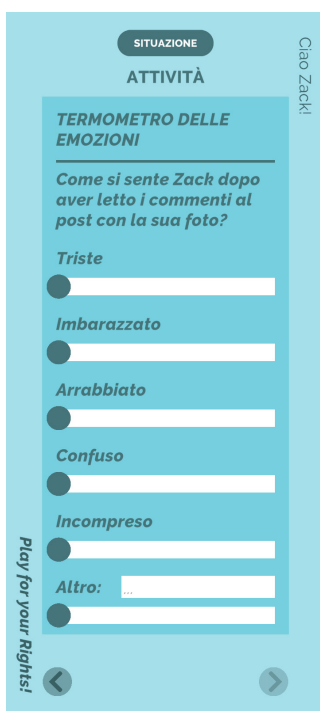 SITUAZIONE
ATTIVITÀ
Ciao Zack!
TERMOMETRO DELLE
EMOZIONI
Come si sente Zack dopo
aver letto i commenti al
post con la sua foto?
Triste
Imbarazzato
Arrabbiato
Confuso
Incompreso
Altro:
...
Play for your Rights!